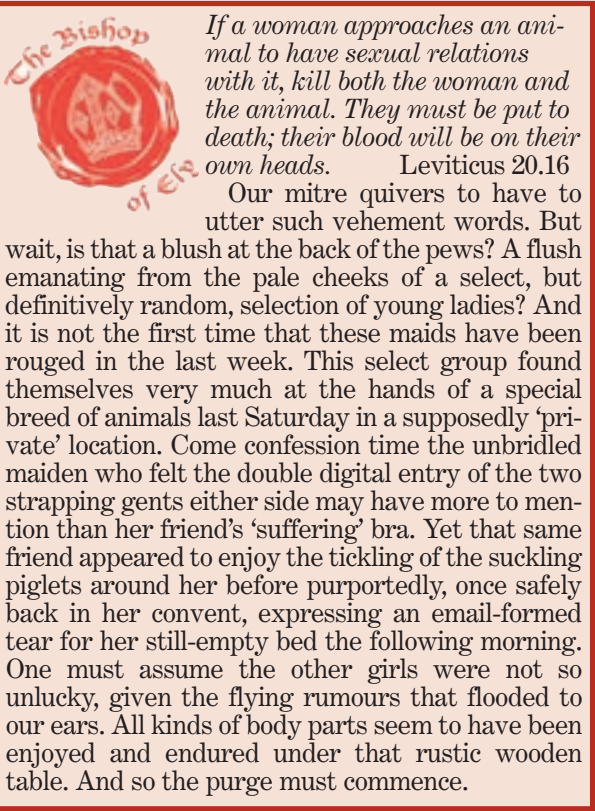 The Bishop
of Ely
If a woman approaches an ani-
mal to have sexual relations
with it, kill both the woman and
the animal. They must be put to
death; their blood will be on their
own heads. Leviticus 20.16
Our mitre quivers to have to
utter such vehement words. But
wait, is that a blush at the back of the pews? A flush
emanating from the pale cheeks of a select, but
definitively random, selection of young ladies? And
it is not the first time that these maids have been
rouged in the last week. This select group found
themselves very much at the hands of a special
breed of animals last Saturday in a supposedly ‘pri-
vate’ location. Come confession time the unbridled
maiden who felt the double digital entry of the two
strapping gents either side may have more to men-
tion than her friend’s ‘suffering’ bra. Yet that same
friend appeared to enjoy the tickling of the suckling
piglets around her before purportedly, once safely
back in her convent, expressing an email-formed
tear for her still-empty bed the following morning.
One must assume the other girls were not so
unlucky, given the flying rumours that flooded to
our ears. All kinds of body parts seem to have been
enjoyed and endured under that rustic wooden
table. And so the purge must commence.